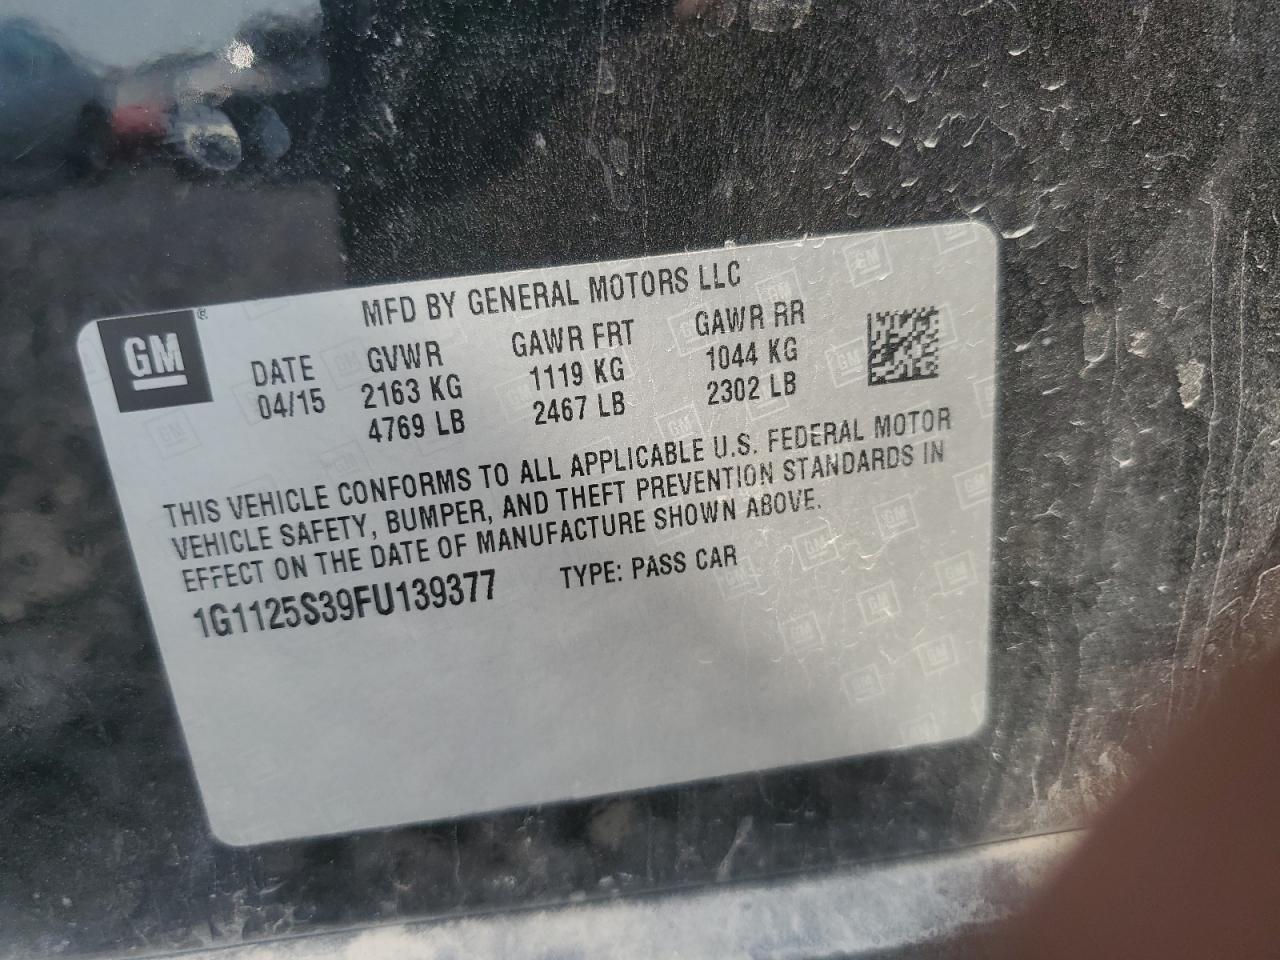 GM
MFD BY GENERAL MOTORS LLC
DATE GVWR GAWR FRT GAWR RR
04/15 2163 KG 1119 KG 1044 KG
4769 LB 2467 LB 2302 LB
THIS VEHICLE CONFORMS TO ALL APPLICABLE U.S. FEDERAL MOTOR
VEHICLE SAFETY, BUMPER, AND THEFT PREVENTION STANDARDS IN
EFFECT ON THE DATE OF MANUFACTURE SHOWN ABOVE.
1G1125S39FU139377 TYPE: PASS CAR